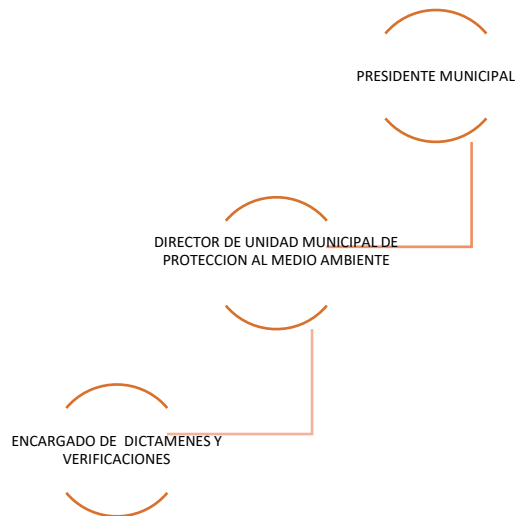 PRESIDENTE MUNICIPAL
DIRECTOR DE UNIDAD MUNICIPAL DE
PROTECCION AL MEDIO AMBIENTE
ENCARGADO DE  DICTAMENES Y
VERIFICACIONES